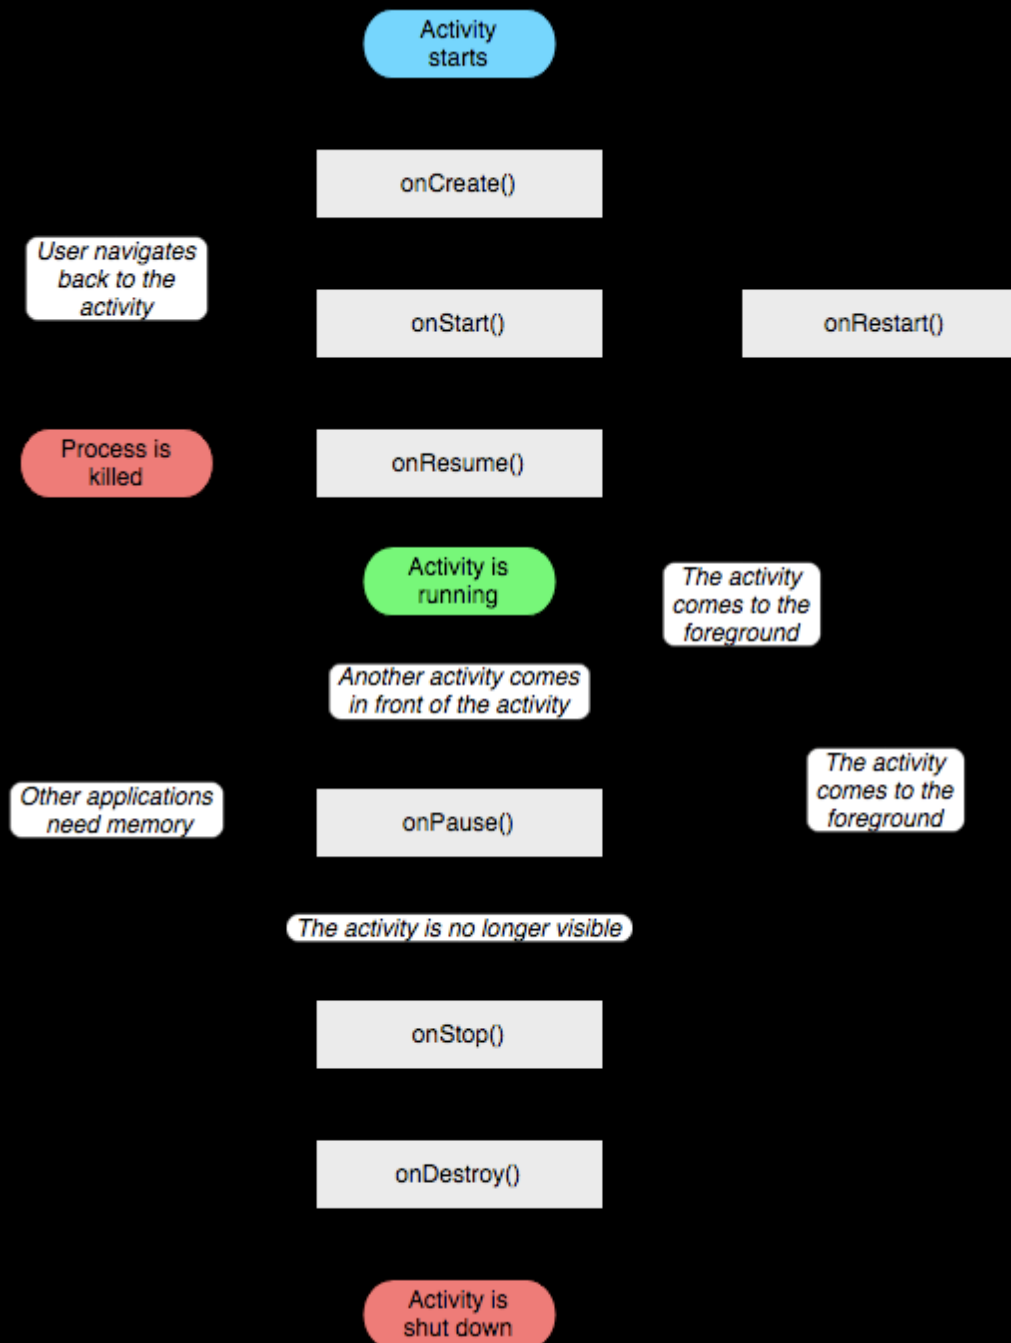 Activity
starts
onCreate()
User navigates
back to the
activity
onStart()
onRestart()
Process is
killed
onResume()
Activity is
running
The activity
comes to the
foreground
Another activity comes
in front of the activity
The activity
comes to the
foreground
Other applications
need memory
onPause()
The activity is no longer visible
onStop()
onDestroy()
Activity is
shut down